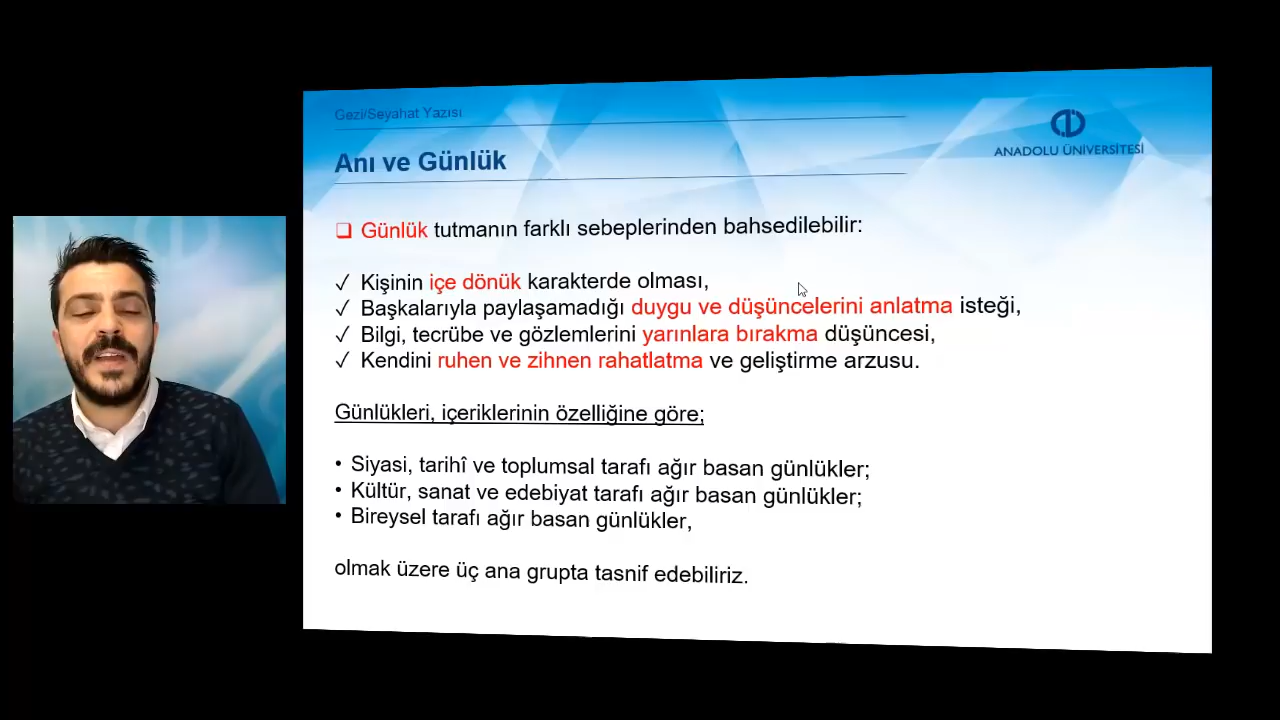 Gezi/Seyahat Yazısı
Anı ve Günlük
ANADOLU ÜNİVERSİTESİ
Günlük tutmanın farklı sebeplerinden bahsedilebilir:
✓ Kişinin içe dönük karakterde olması,
✓ Başkalarıyla paylaşamadığı duygu ve düşüncelerini anlatma isteği,
✓ Bilgi, tecrübe ve gözlemlerini yarınlara bırakma düşüncesi,
✓ Kendini ruhen ve zihnen rahatlatma ve geliştirme arzusu.
Günlükleri, içeriklerinin özelliğine göre;
• Siyasi, tarihî ve toplumsal tarafı ağır basan günlükler;
• Kültür, sanat ve edebiyat tarafı ağır basan günlükler;
• Bireysel tarafı ağır basan günlükler,
olmak üzere üç ana grupta tasnif edebiliriz.